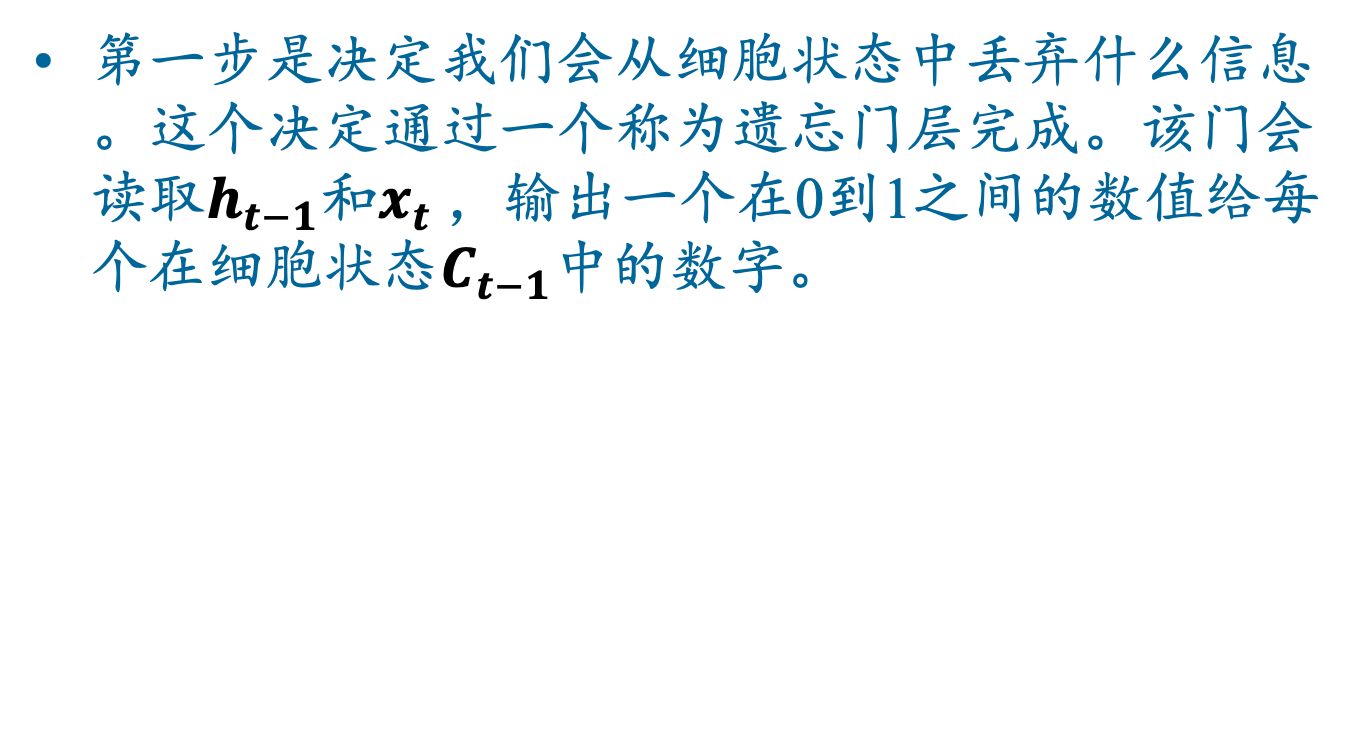 • 第一步是决定我们会从细胞状态中丢弃什么信息
。这个决定通过一个称为遗忘门层完成。该门会
读取h_{t−1}和x_t ，输出一个在0到1之间的数值给每
个在细胞状态C_{t−1}中的数字。